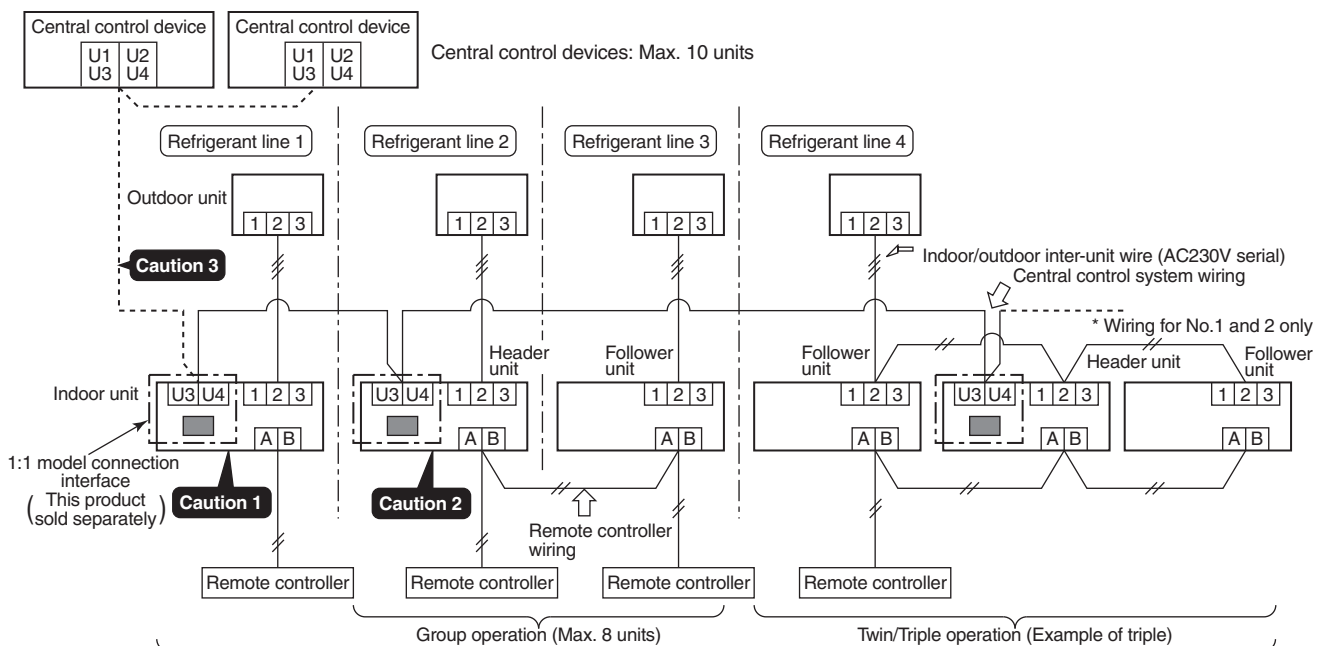 Central control device
U1 U2
U3 U4
Central control device
U1 U2
U3 U4
Central control devices: Max. 10 units
Refrigerant line 1
Refrigerant line 2
Refrigerant line 3
Refrigerant line 4
Outdoor unit
1 2 3
1 2 3
1 2 3
1 2 3
Caution 3
Indoor/outdoor inter-unit wire (AC230V serial)
Central control system wiring
* Wiring for No.1 and 2 only
Indoor unit
U3 U4 1 2 3
A B
Header
unit
U3 U4 1 2 3
A B
Follower
unit
1 2 3
A B
Follower
unit
1 2 3
A B
Header unit
U3 U4 1 2 3
A B
Follower
unit
1 2 3
A B
1:1 model connection
interface
(This product
sold separately)
Caution 1
Caution 2
Remote controller
wiring
Remote controller
Remote controller
Remote controller
Remote controller
Group operation (Max. 8 units)
Twin/Triple operation (Example of triple)